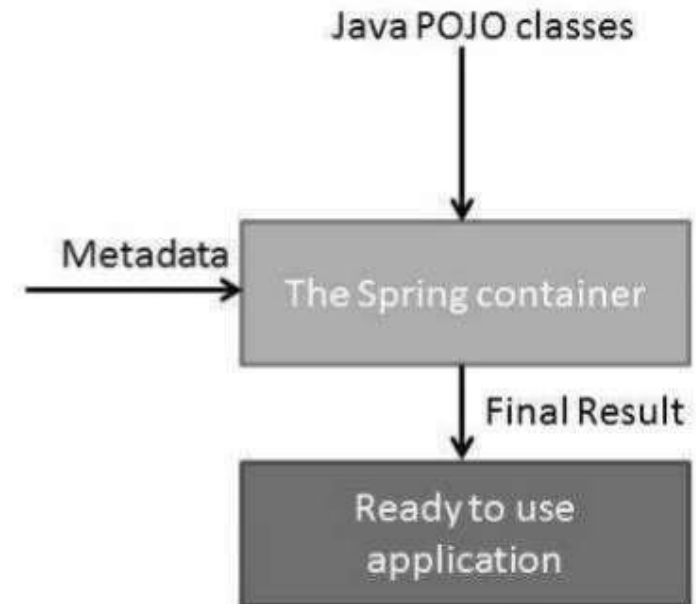 Java POJO classes
Metadata
The Spring container
Final Result
Ready to use
application